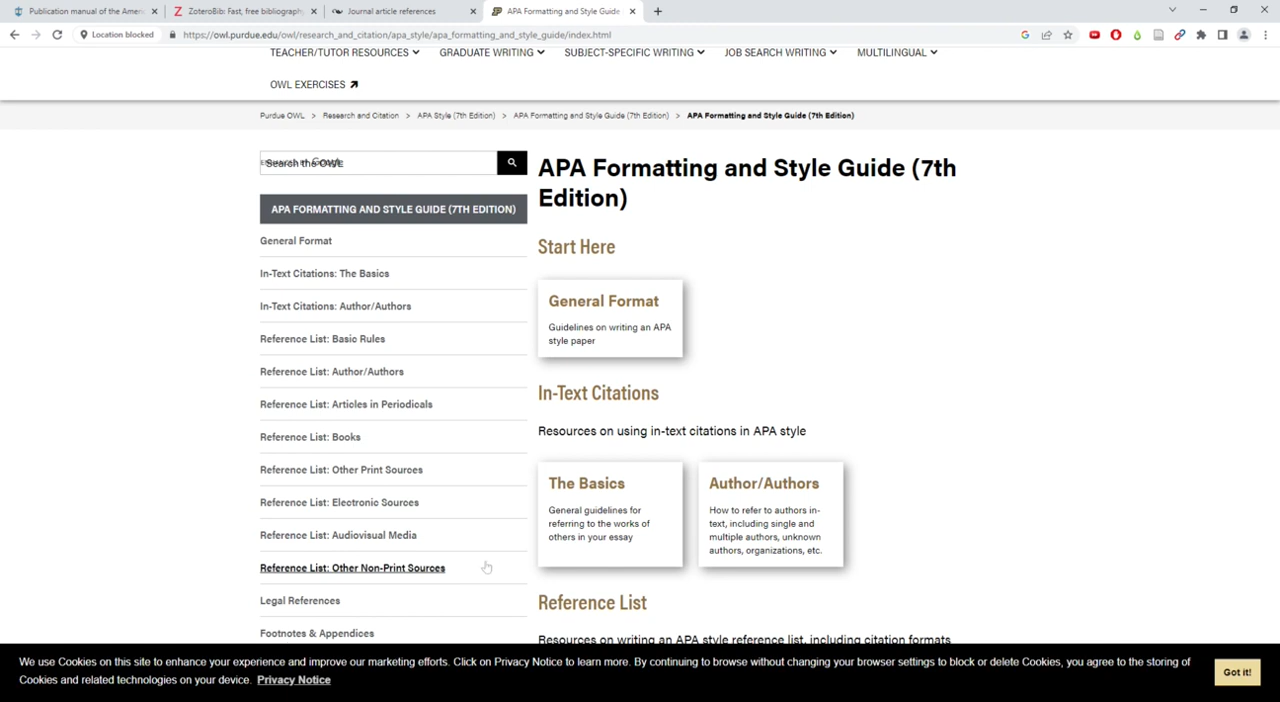 Publication manual of the Amer
ZoteroBib: Fast, free bibliograph
Journal article references
APA Formatting and Style Guide
Location blocked
https://owl.purdue.edu/owl/research_and_citation/apa_style/apa_formatting_and_style_guide/index.html
TEACHER/TUTOR RESOURCES
GRADUATE WRITING
SUBJECT-SPECIFIC WRITING
JOB SEARCH WRITING
MULTILINGUAL
OWL EXERCISES
Purdue OWL > Research and Citation > APA Style (7th Edition) > APA Formatting and Style Guide (7th Edition) > APA Formatting and Style Guide (7th Edition)
Search the OWL
APA FORMATTING AND STYLE GUIDE (7TH EDITION)
General Format
In-Text Citations: The Basics
In-Text Citations: Author/Authors
Reference List: Basic Rules
Reference List: Author/Authors
Reference List: Articles in Periodicals
Reference List: Books
Reference List: Other Print Sources
Reference List: Electronic Sources
Reference List: Audiovisual Media
Reference List: Other Non-Print Sources
Legal References
Footnotes & Appendices
APA Formatting and Style Guide (7th
Edition)
Start Here
General Format
Guidelines on writing an APA
style paper
In-Text Citations
Resources on using in-text citations in APA style
The Basics
General guidelines for
referring to the works of
others in your essay
Author/Authors
How to refer to authors in-
text, including single and
multiple authors, unknown
authors, organizations, etc.
Reference List
Resources on writing an APA style reference list, including citation formats
We use Cookies on this site to enhance your experience and improve our marketing efforts. Click on Privacy Notice to learn more. By continuing to browse without changing your browser settings to block or delete Cookies, you agree to the storing of
Cookies and related technologies on your device. Privacy Notice
Got it!